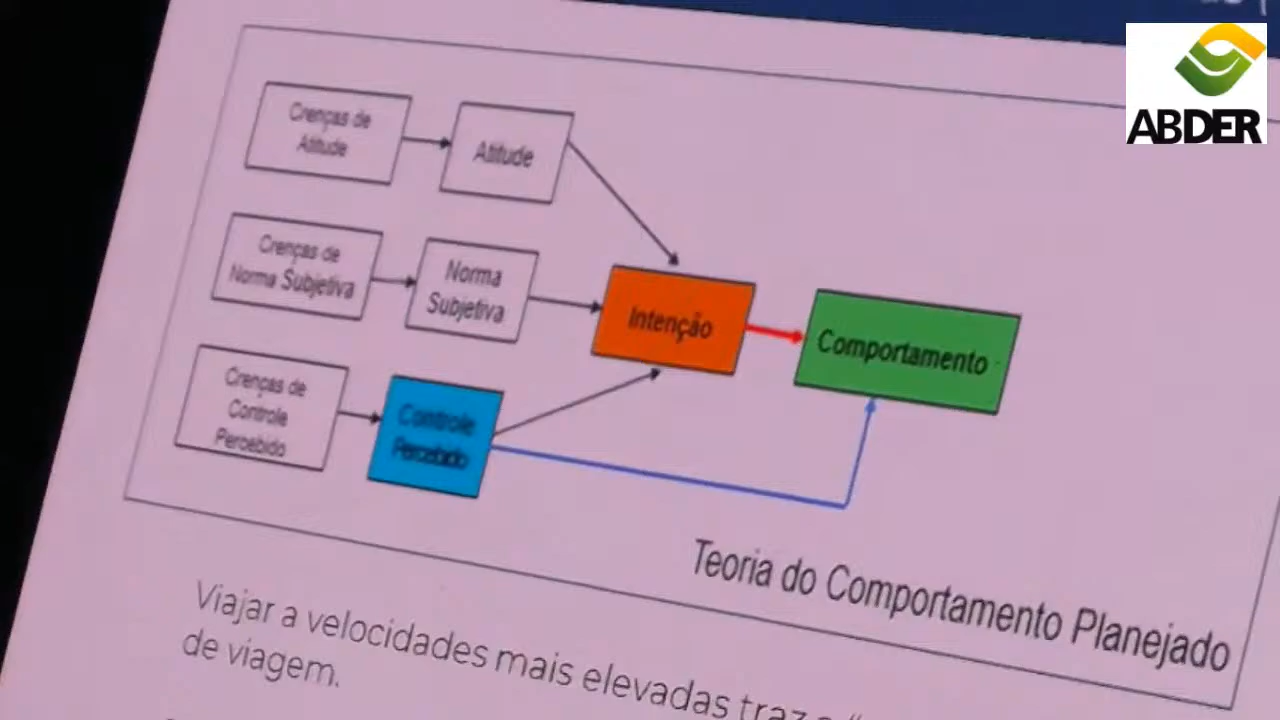 ABDER
Crenças de
Atitude
Atitude
Crenças de
Norma Subjetiva
Norma
Subjetiva
Crenças de
Controle
Percebido
Controle
Percebido
Intenção
Comportamento
Teoria do Comportamento Planejado
Viajar a velocidades mais elevadas traz
de viagem.